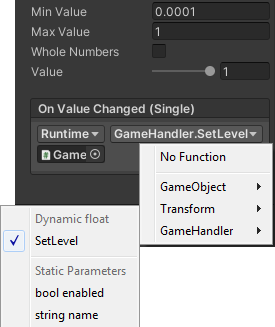 Min Value 0.0001
Max Value 1
Whole Numbers
Value 1
On Value Changed (Single)
Runtime GameHandler.SetLevel
Game
No Function
GameObject
Transform
GameHandler
Dynamic float
SetLevel
Static Parameters
bool enabled
string name